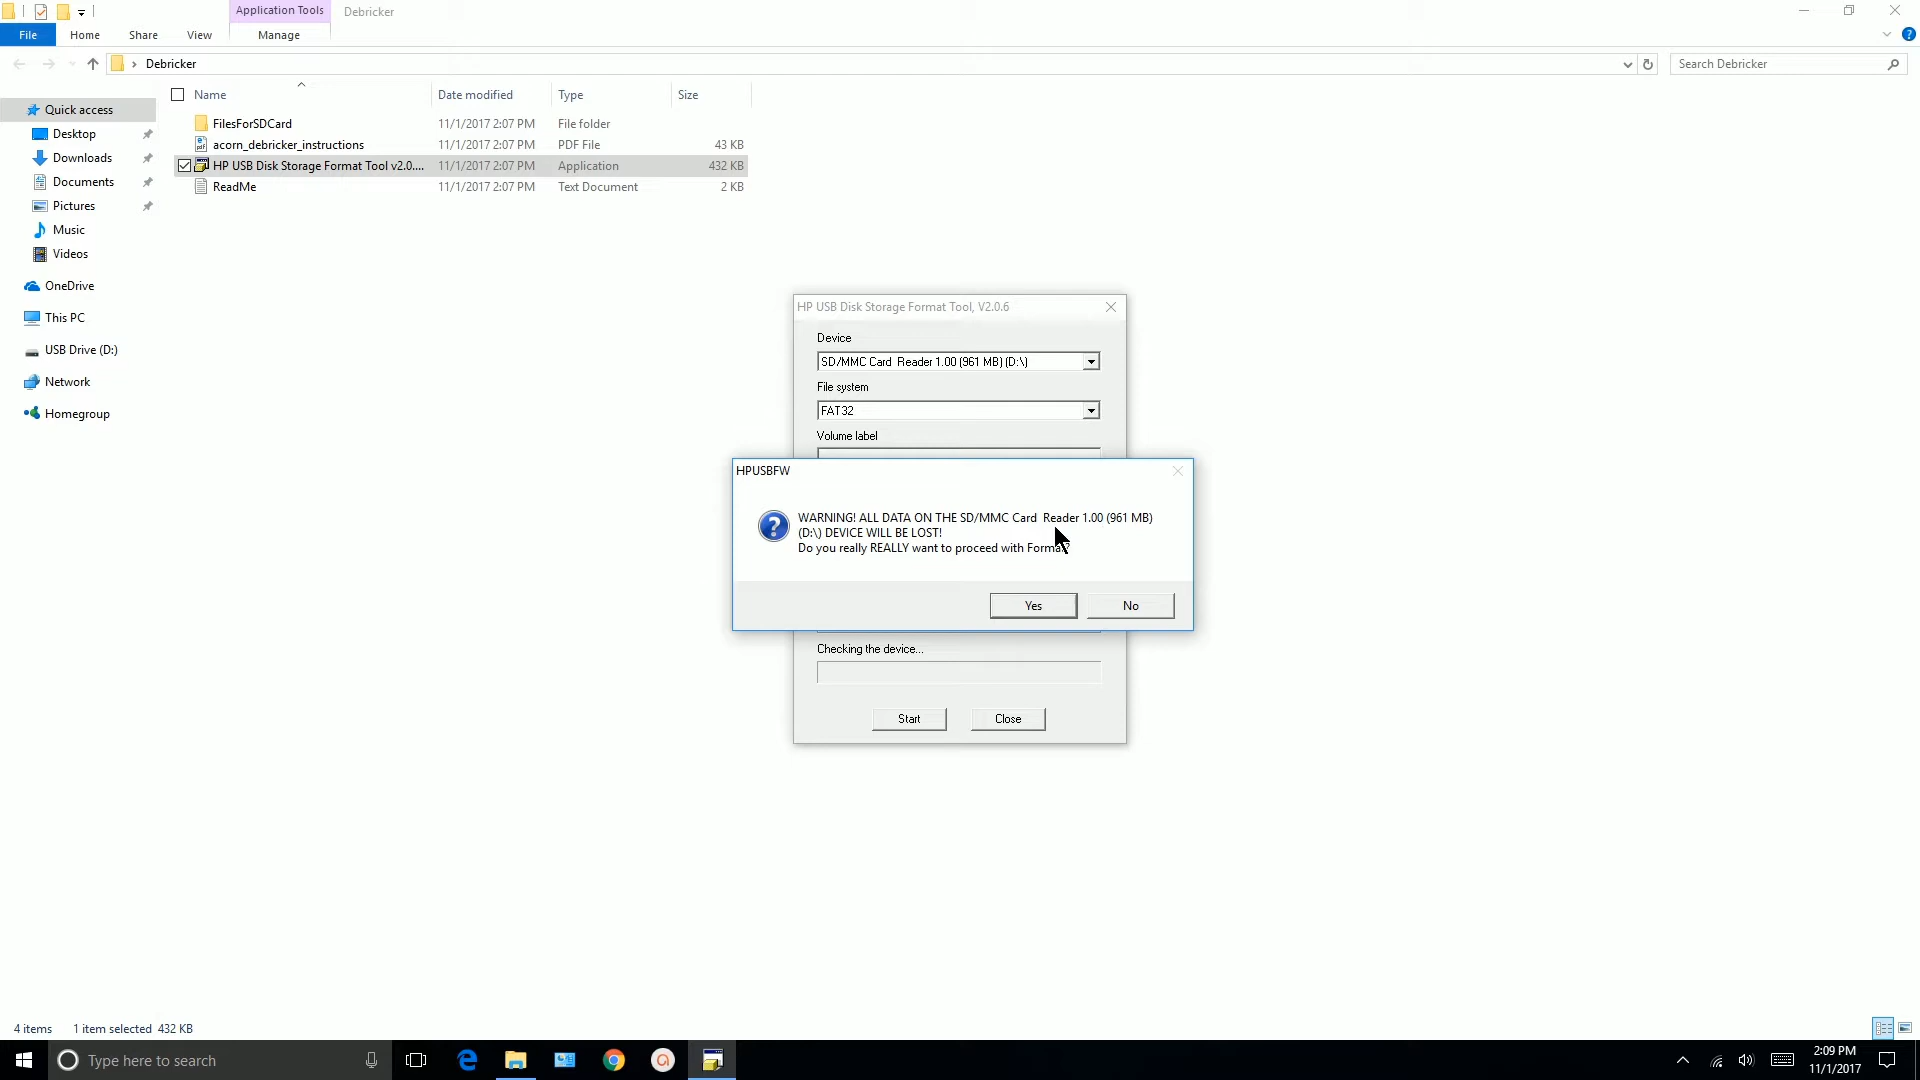 Application Tools
Debricker
File
Home
Share
View
Manage
Debricker
Search Debricker
Name
Date modified
Type
Size
Quick access
Desktop
Downloads
Documents
Pictures
Music
Videos
OneDrive
This PC
USB Drive (D:)
Network
Homegroup
FilesForSDCard 11/1/2017 2:07 PM File folder
acorn_debricker_instructions 11/1/2017 2:07 PM PDF File 43 KB
HP USB Disk Storage Format Tool v2.0.... 11/1/2017 2:07 PM Application 432 KB
ReadMe 11/1/2017 2:07 PM Text Document 2 KB
HP USB Disk Storage Format Tool, V2.0.6
Device
SD/MMC Card  Reader 1.00 (961 MB) (D:\)
File system
FAT32
Volume label
HPUSBFW
WARNING! ALL DATA ON THE SD/MMC Card  Reader 1.00 (961 MB)
(D:\) DEVICE WILL BE LOST!
Do you really REALLY want to proceed with Format?
Yes
No
Checking the device...
Start
Close
4 items
1 item selected 432 KB
Type here to search
2:09 PM
11/1/2017